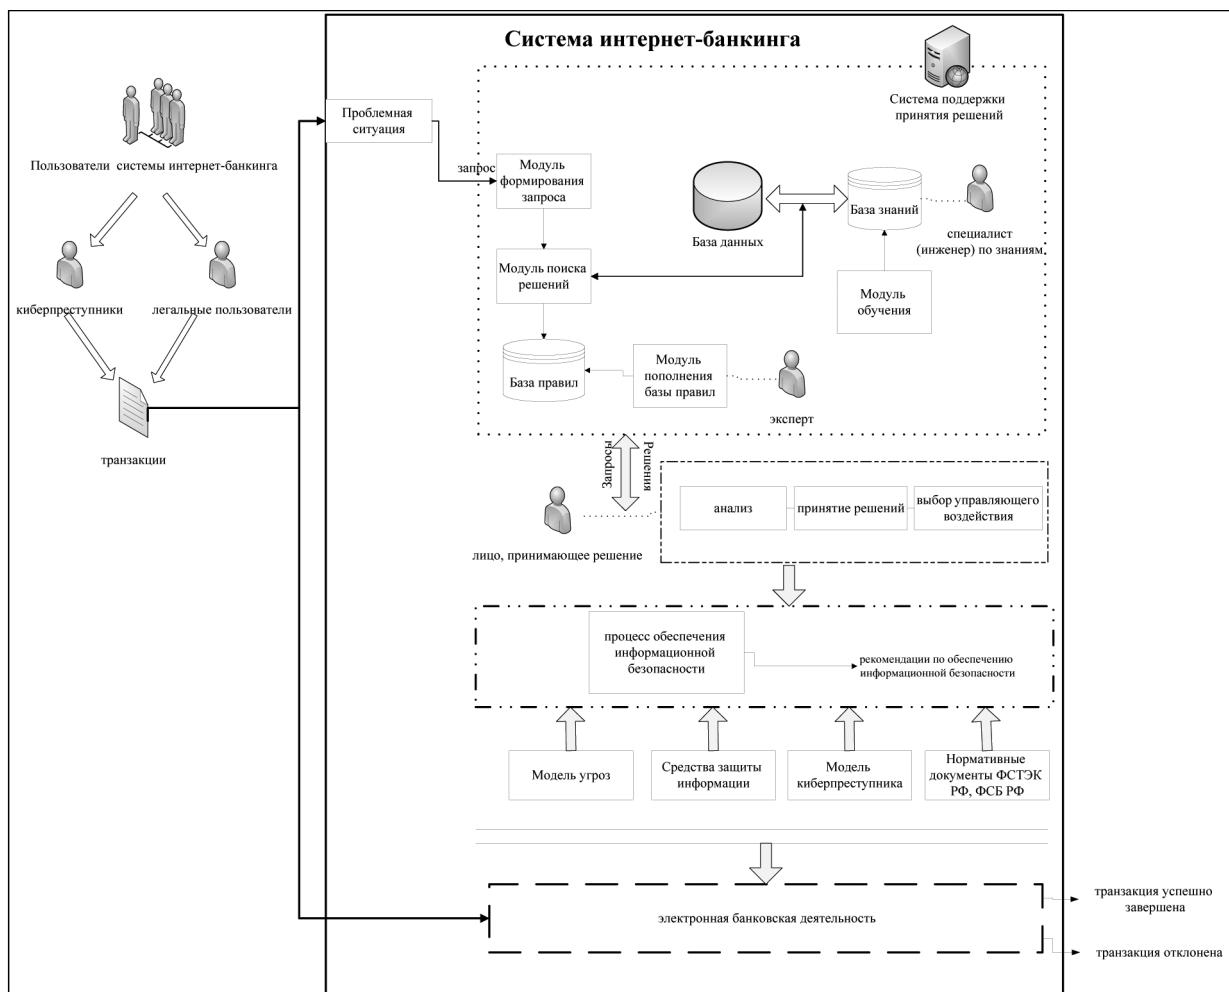 Система интернет-банкинга
Система поддержки
принятия решений
Пользователи системы интернет-банкинга
киберпреступники
легальные пользователи
транзакции
Проблемная
ситуация
запрос
Модуль
формирования
запроса
Модуль поиска
решений
База правил
Модуль
пополнения
базы правил
эксперт
База данных
База знаний
специалист
(инженер) по знаниям
Модуль
обучения
Запросы
Решения
лицо, принимающее решение
анализ
принятие решений
выбор управляющего
воздействия
процесс обеспечения
информационной
безопасности
рекомендации по обеспечению
информационной безопасности
Модель угроз
Средства защиты
информации
Модель
киберпреступника
Нормативные
документы ФСТЭК
РФ, ФСБ РФ
электронная банковская деятельность
транзакция успешно
завершена
транзакция отклонена